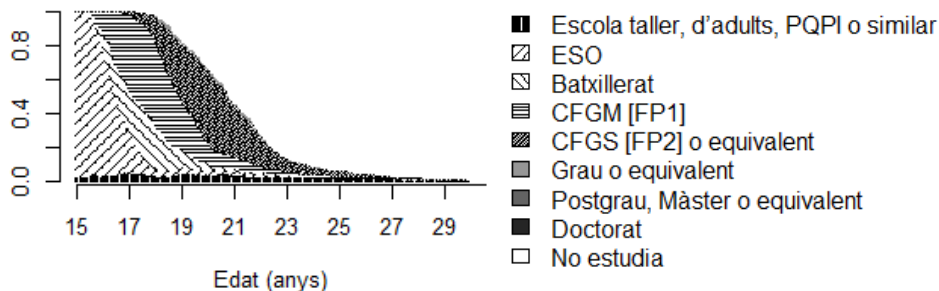 0.8
0.4
0.0
15 17 19 21 23 25 27 29
Edat (anys)
Escola taller, d'adults, PQPI o similar
ESO
Batxillerat
CFGM [FP1]
CFGS [FP2] o equivalent
Grau o equivalent
Postgrau, Màster o equivalent
Doctorat
No estudia